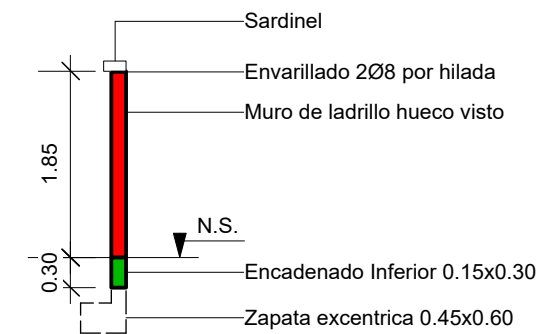 Sardinel
Envarillado 2Ø8 por hilada
Muro de ladrillo hueco visto
1.85
N.S.
0.30
Encadenado Inferior 0.15x0.30
Zapata excentrica 0.45x0.60